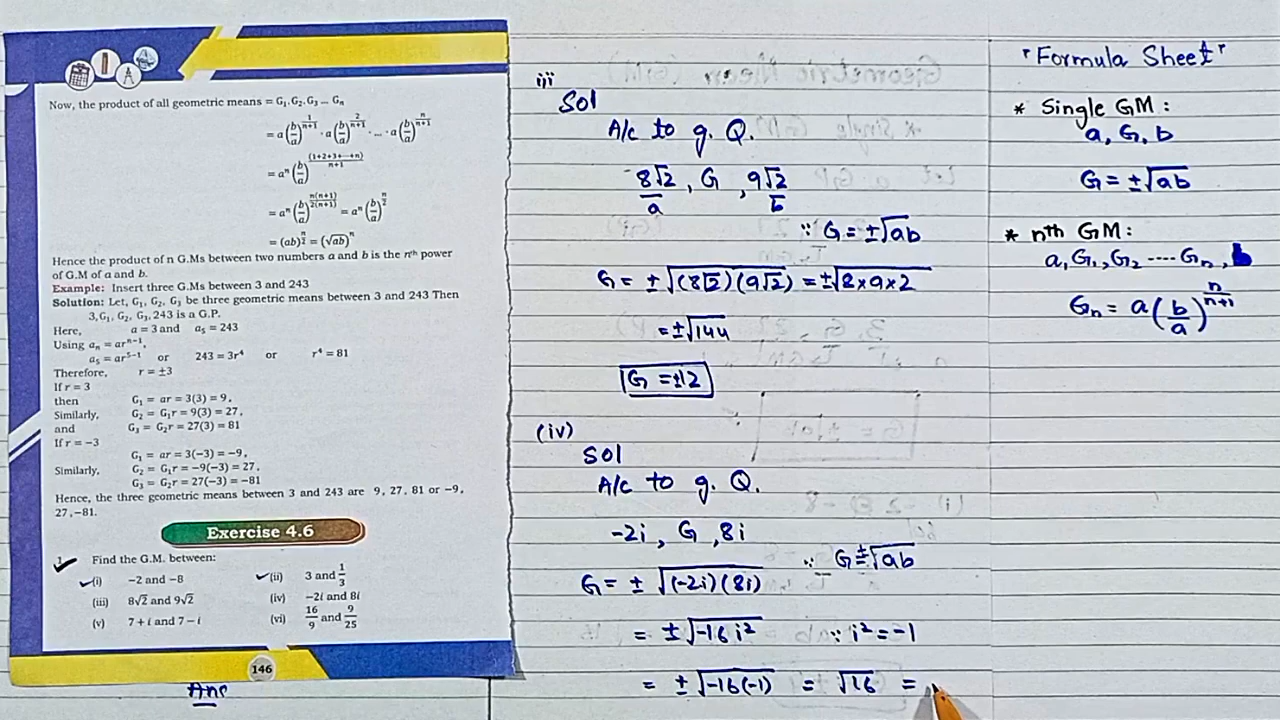 Now, the product of all geometric means = G₁.G₂.G₃ ... Gₙ
= a(b/a)^(1/(n+1)) . a(b/a)^(2/(n+1)) . ... . a(b/a)^(n/(n+1))
= aⁿ(b/a)^((1+2+3+⋯+n)/(n+1))
= aⁿ(b/a)^(n(n+1)/2(n+1)) = aⁿ(b/a)^(n/2)
= (ab)^(n/2) = (√ab)ⁿ
Hence the product of n G.Ms between two numbers a and b is the nᵗʰ power
of G.M of a and b.
Example: Insert three G.Ms between 3 and 243
Solution: Let, G₁, G₂, G₃ be three geometric means between 3 and 243 Then
3, G₁, G₂, G₃, 243 is a G.P.
Here, a = 3 and a₅ = 243
Using aₙ = arⁿ⁻¹,
a₅ = ar⁵⁻¹ or 243 = 3r⁴ or r⁴ = 81
Therefore, r = ±3
If r = 3
then G₁ = ar = 3(3) = 9,
Similarly, G₂ = G₁r = 9(3) = 27,
and G₃ = G₂r = 27(3) = 81
If r = −3
G₁ = ar = 3(−3) = −9,
Similarly, G₂ = G₁r = −9(−3) = 27,
G₃ = G₂r = 27(−3) = −81
Hence, the three geometric means between 3 and 243 are 9, 27, 81 or −9,
27, −81.
Exercise 4.6
1. Find the G.M. between:
(i) −2 and −8 (ii) 3 and 1/3
(iii) 8√2 and 9√2 (iv) −2i and 8i
(v) 7 + i and 7 − i (vi) 16/9 and 9/25
146
Ans
iii
Sol
A/c to g. Q.
8√2, G, 9√2
a b
∵ G = ±√ab
G = ±√(8√2)(9√2) = ±√8×9×2
= ±√144
G = ±12
(iv)
Sol
A/c to g. Q.
-2i, G, 8i
∵ G=±√ab
G = ± √(-2i)(8i)
= ±√-16i² ∵ i² = -1
= ±√-16(-1) = √16 =
"Formula Sheet"
* Single GM :
a, G, b
G = ±√ab
* nth GM :
a, G₁, G₂ ---- Gₙ, b
Gₙ = a(b/a)^(n/(n+1))